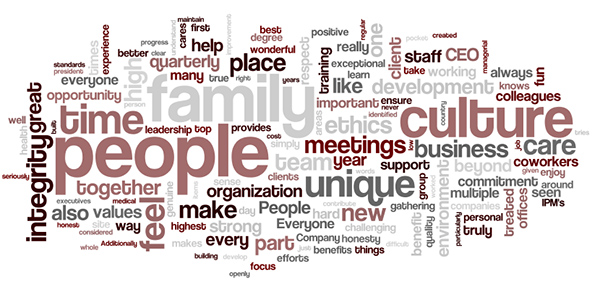 progress
cares
maintain
first
clear
understand
improvements
best
degree
wonderful
positive
regular
pockets
created
managerial
standards
president
experience
times
better
help
quarterly
place
respect
really
exceptional
training
learn
one
client
staff
CEO
take
working
always
knows
fun
everyone
high
many
true
right
years
like
development
colleagues
opportunity
person
family
important
ensure
never
identified
well
built
time
leadership
top
provides
cost
areas
ethics
culture
country
tries
great
health
integrity
people
simply
team
meetings
year
low
business
job
care
seriously
together
genuine
clients
sense
unique
words
support
group
beyond
coworkers
given
enjoy
executives
medical
organization
commitment
multiple
seen
around
IPM's
also
values
feel
make
day
People
Everyone
hard
contribute
new
gathering
benefit
quality
environment
companies
treated
offices
honest
site
considered
way
highest
strong
Company
honesty
challenging
difficult
particularly
personal
truly
whole
Additionally
makes
every
part
just
benefits
things
building
develop
focus
efforts
openly